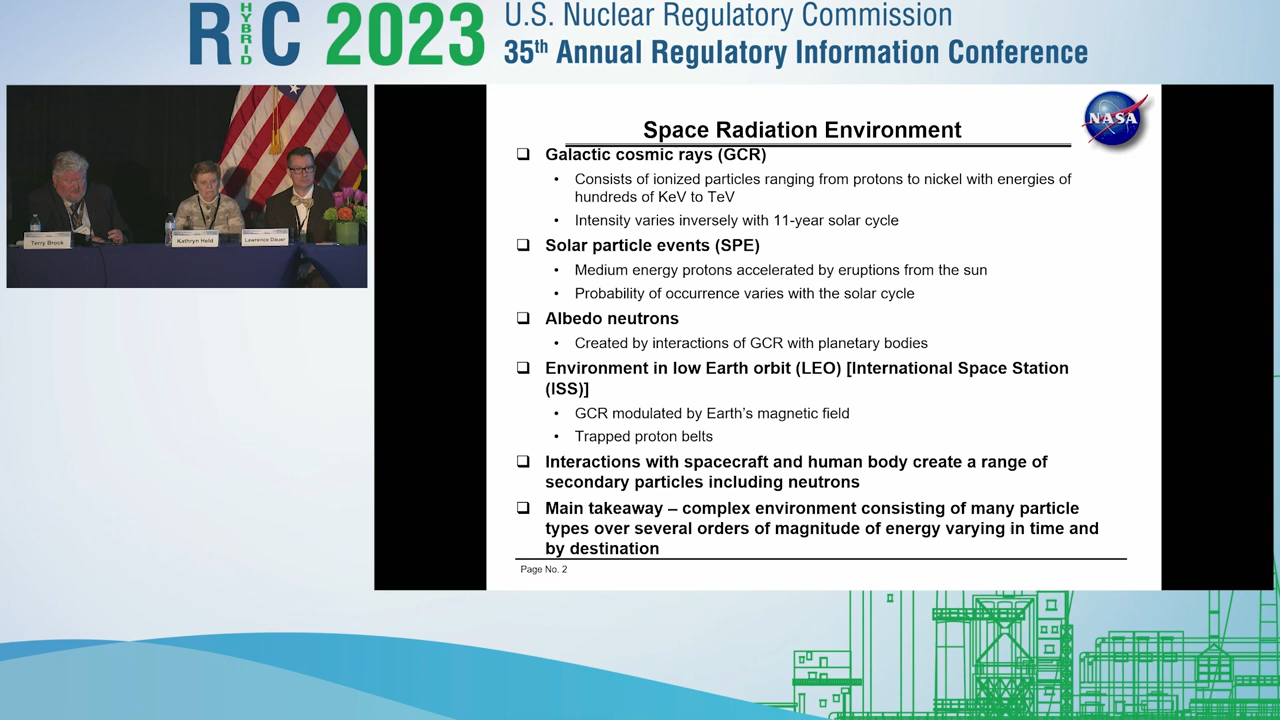 RIC 2023
HYBRID
U.S. Nuclear Regulatory Commission
35th Annual Regulatory Information Conference
Terry Brock
Kathryn Held
Lawrence Dauer
NASA
Space Radiation Environment
❑ Galactic cosmic rays (GCR)
• Consists of ionized particles ranging from protons to nickel with energies of
hundreds of KeV to TeV
• Intensity varies inversely with 11-year solar cycle
❑ Solar particle events (SPE)
• Medium energy protons accelerated by eruptions from the sun
• Probability of occurrence varies with the solar cycle
❑ Albedo neutrons
• Created by interactions of GCR with planetary bodies
❑ Environment in low Earth orbit (LEO) [International Space Station
(ISS)]
• GCR modulated by Earth's magnetic field
• Trapped proton belts
❑ Interactions with spacecraft and human body create a range of
secondary particles including neutrons
❑ Main takeaway – complex environment consisting of many particle
types over several orders of magnitude of energy varying in time and
by destination
Page No. 2